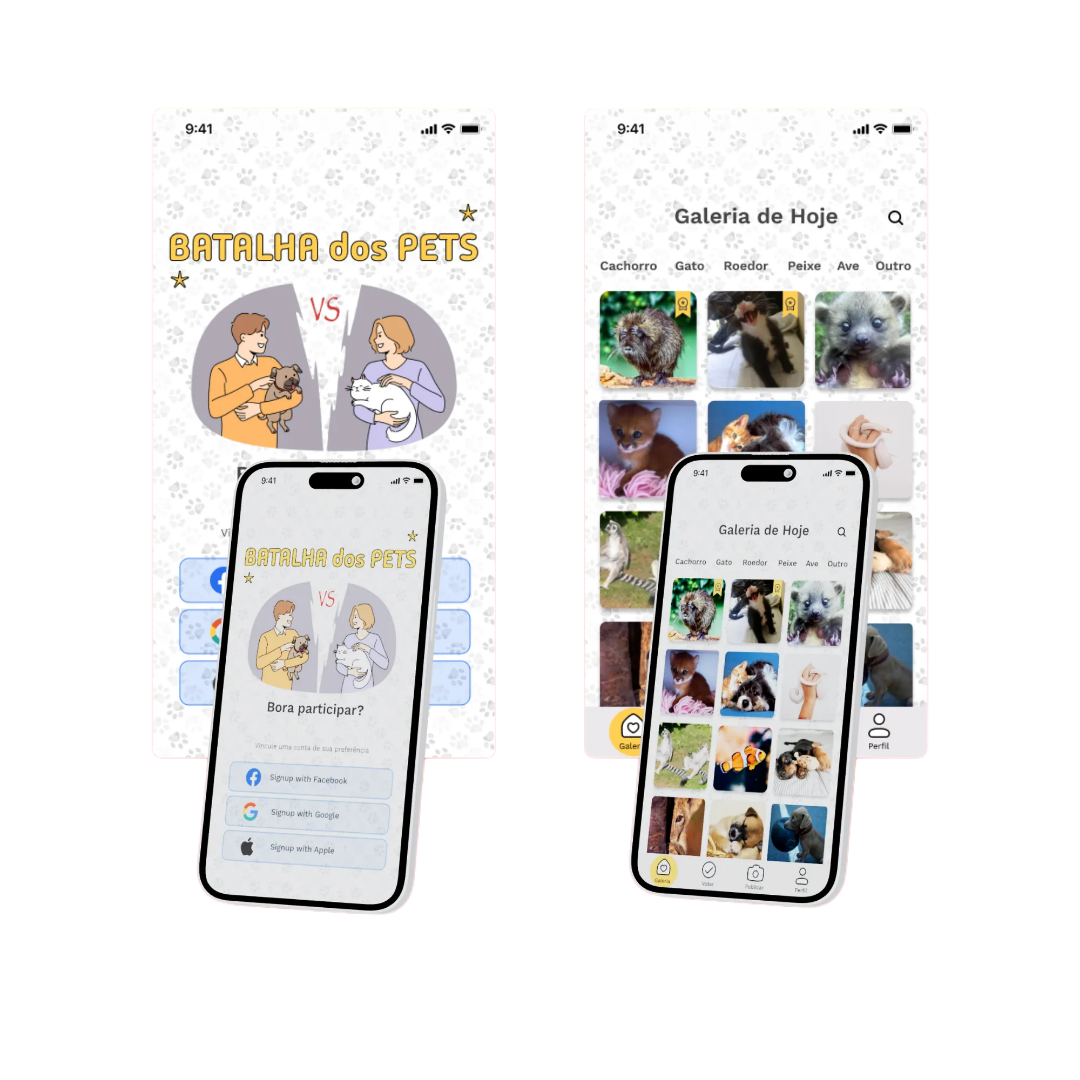 9:41
BATALHA dos PETS
VS
9:41
BATALHA dos PETS
VS
Bora participar?
Vincule uma conta de sua preferência
Signup with Facebook
Signup with Google
Signup with Apple
9:41
Galeria de Hoje
Cachorro Gato Roedor Peixe Ave Outro
Galer
Perfil
9:41
Galeria de Hoje
Cachorro Gato Roedor Peixe Ave Outro
Galeria Votar Publicar Perfil